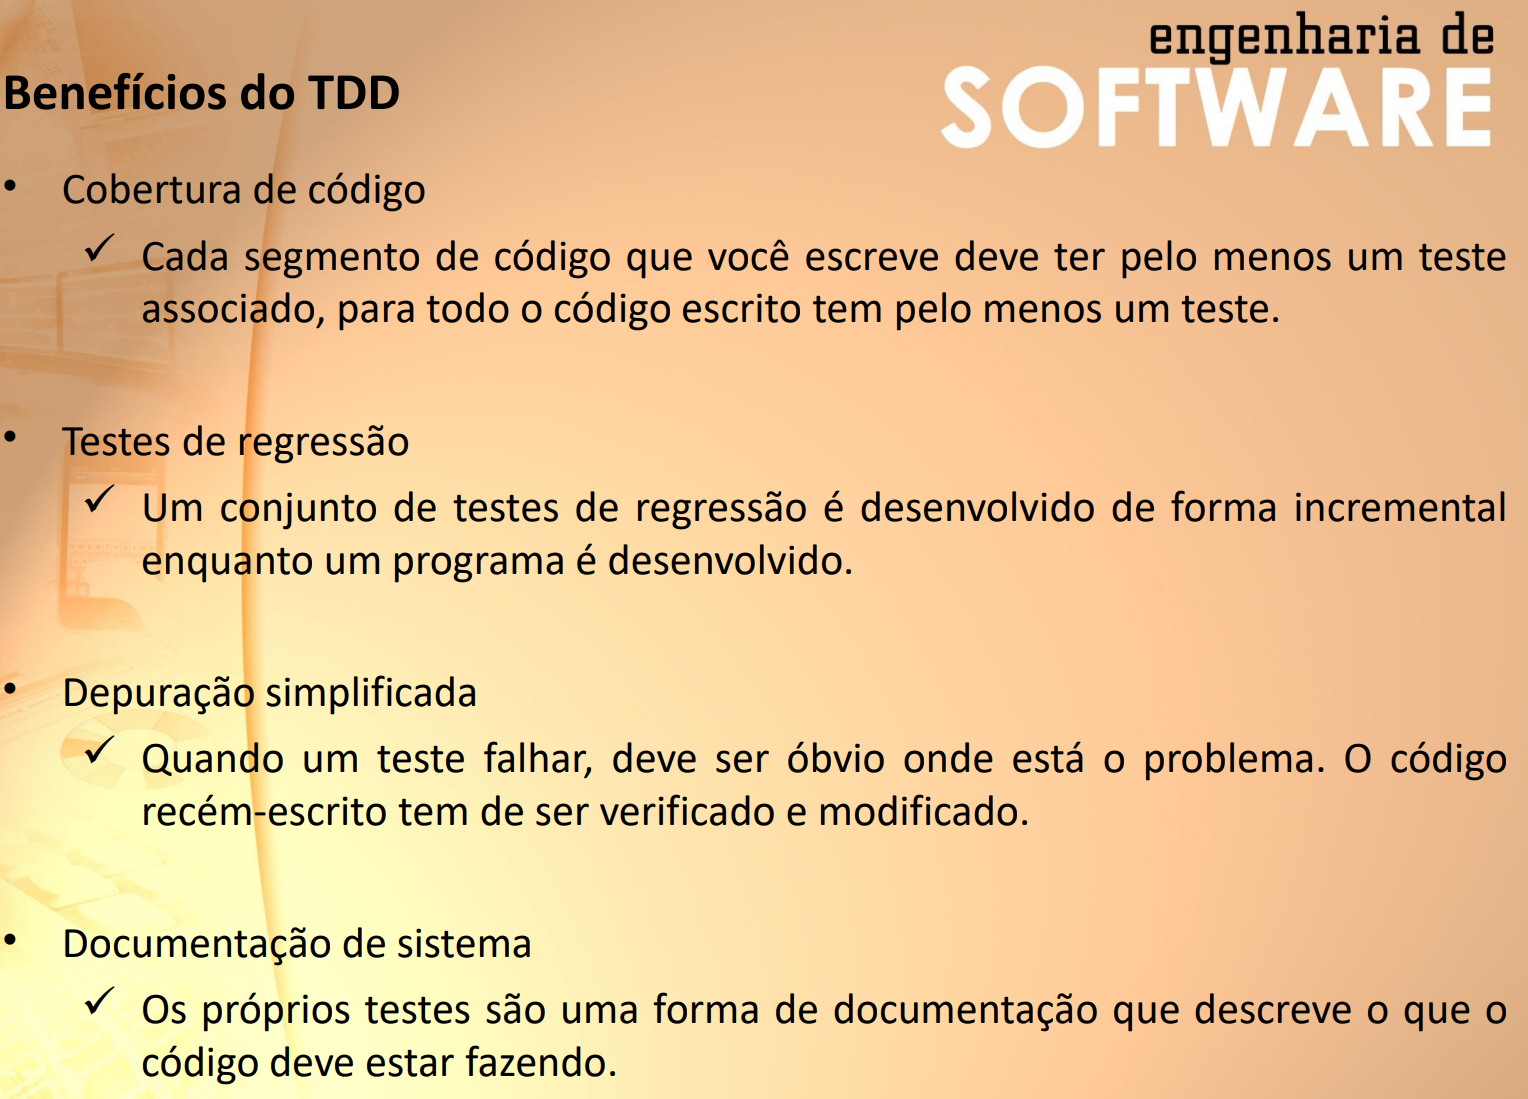 engenharia de
SOFTWARE
Benefícios do TDD
• Cobertura de código
✓ Cada segmento de código que você escreve deve ter pelo menos um teste
associado, para todo o código escrito tem pelo menos um teste.
• Testes de regressão
✓ Um conjunto de testes de regressão é desenvolvido de forma incremental
enquanto um programa é desenvolvido.
• Depuração simplificada
✓ Quando um teste falhar, deve ser óbvio onde está o problema. O código
recém-escrito tem de ser verificado e modificado.
• Documentação de sistema
✓ Os próprios testes são uma forma de documentação que descreve o que o
código deve estar fazendo.